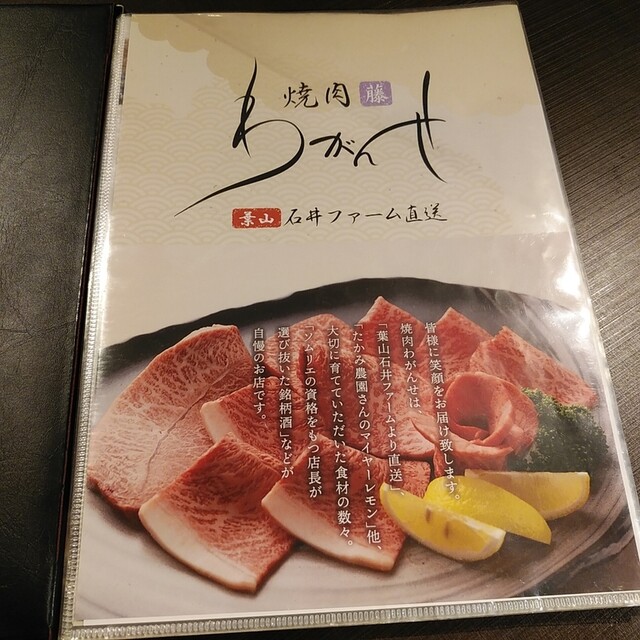 焼肉 藤
わがんせ
葉山 石井ファーム直送
皆様に笑顔をお届け致します。
焼肉わがんせは、
「葉山石井ファームより直送」、
「たかみ農園さんのマイヤーレモン」他、
大切に育てていただいた食材の数々。
ソムリエの資格をもつ店長が
選び抜いた銘柄酒」などが
自慢のお店です。